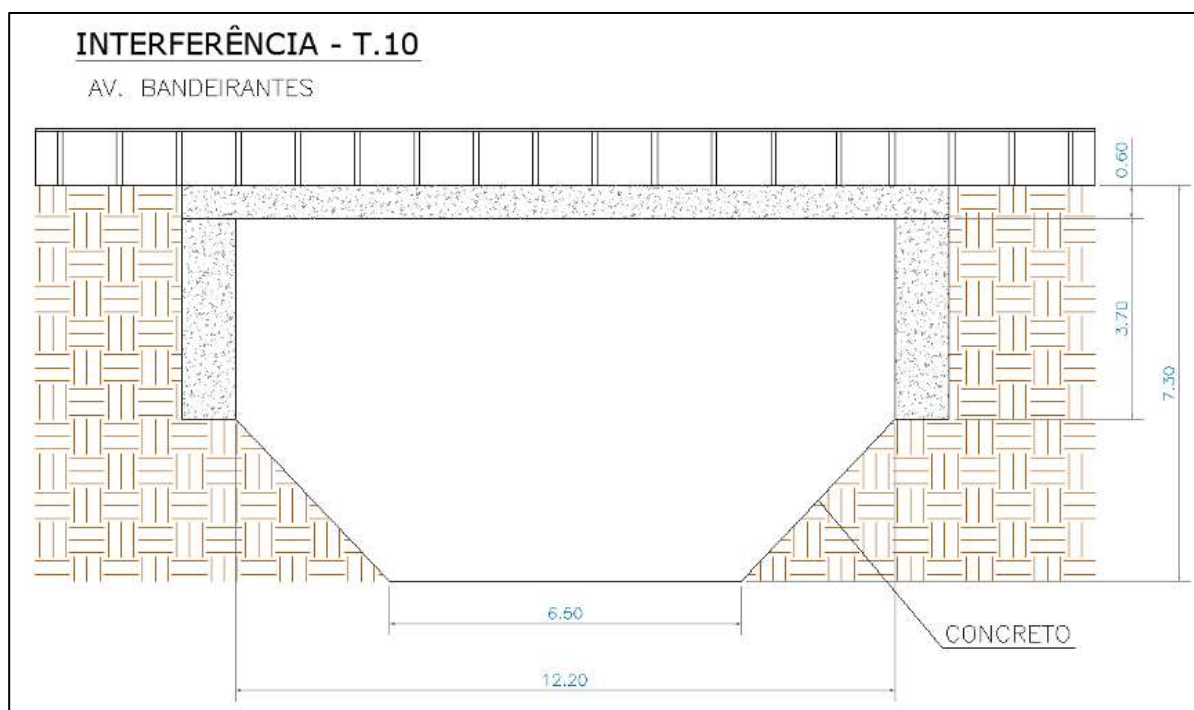 INTERFERÊNCIA - T.10
AV. BANDEIRANTES
0.60
3.70
7.30
6.50
CONCRETO
12.20